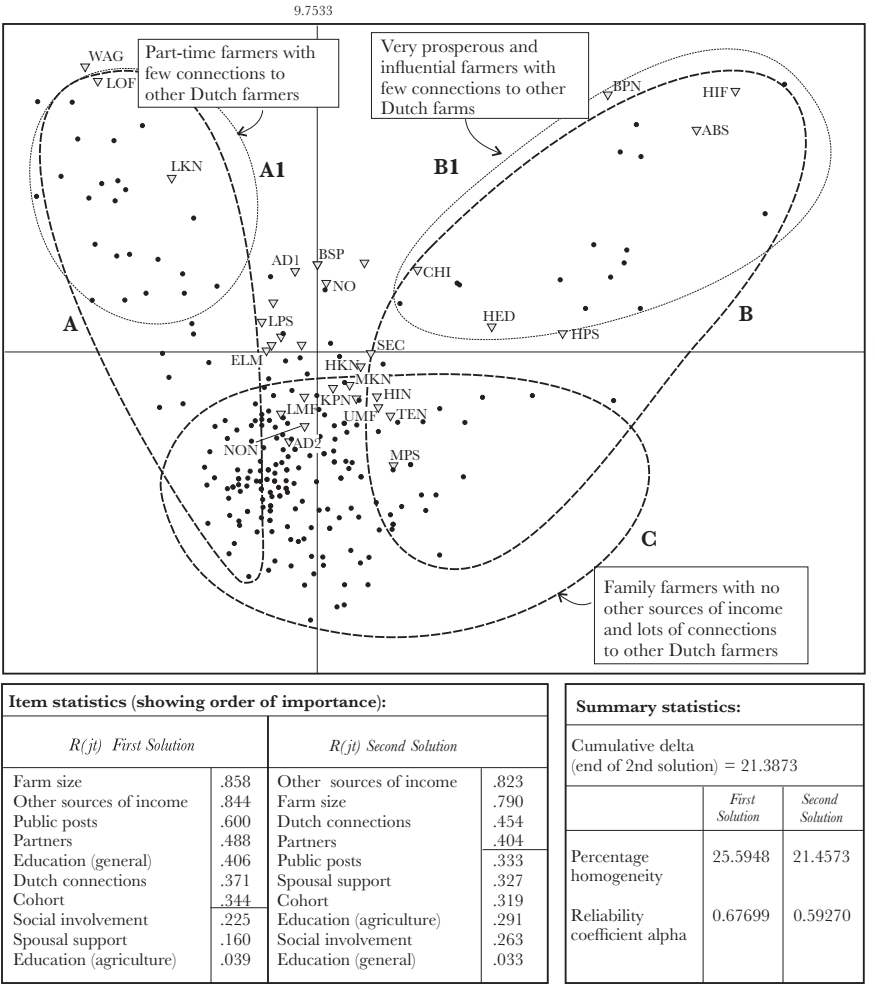 9.7533
WAG
LOF
Part-time farmers with
few connections to
other Dutch farmers
Very prosperous and
influential farmers with
few connections to other
Dutch farms
BPN
HIF
ABS
LKN
A1
B1
AD1
BSP
NO
CHI
A
LPS
HED
HPS
B
ELM
SEC
HKN
MKN
KPN
HIN
LMF
UMF
TEN
NON
AD2
MPS
C
Family farmers with no
other sources of income
and lots of connections
to other Dutch farmers
Item statistics (showing order of importance):
R(jt) First Solution
R(jt) Second Solution
Farm size .858 Other sources of income .823
Other sources of income .844 Farm size .790
Public posts .600 Dutch connections .454
Partners .488 Partners .404
Education (general) .406 Public posts .333
Dutch connections .371 Spousal support .327
Cohort .344 Cohort .319
Social involvement .225 Education (agriculture) .291
Spousal support .160 Social involvement .263
Education (agriculture) .039 Education (general) .033
Summary statistics:
Cumulative delta
(end of 2nd solution) = 21.3873
First Second
Solution Solution
Percentage 25.5948 21.4573
homogeneity
Reliability 0.67699 0.59270
coefficient alpha